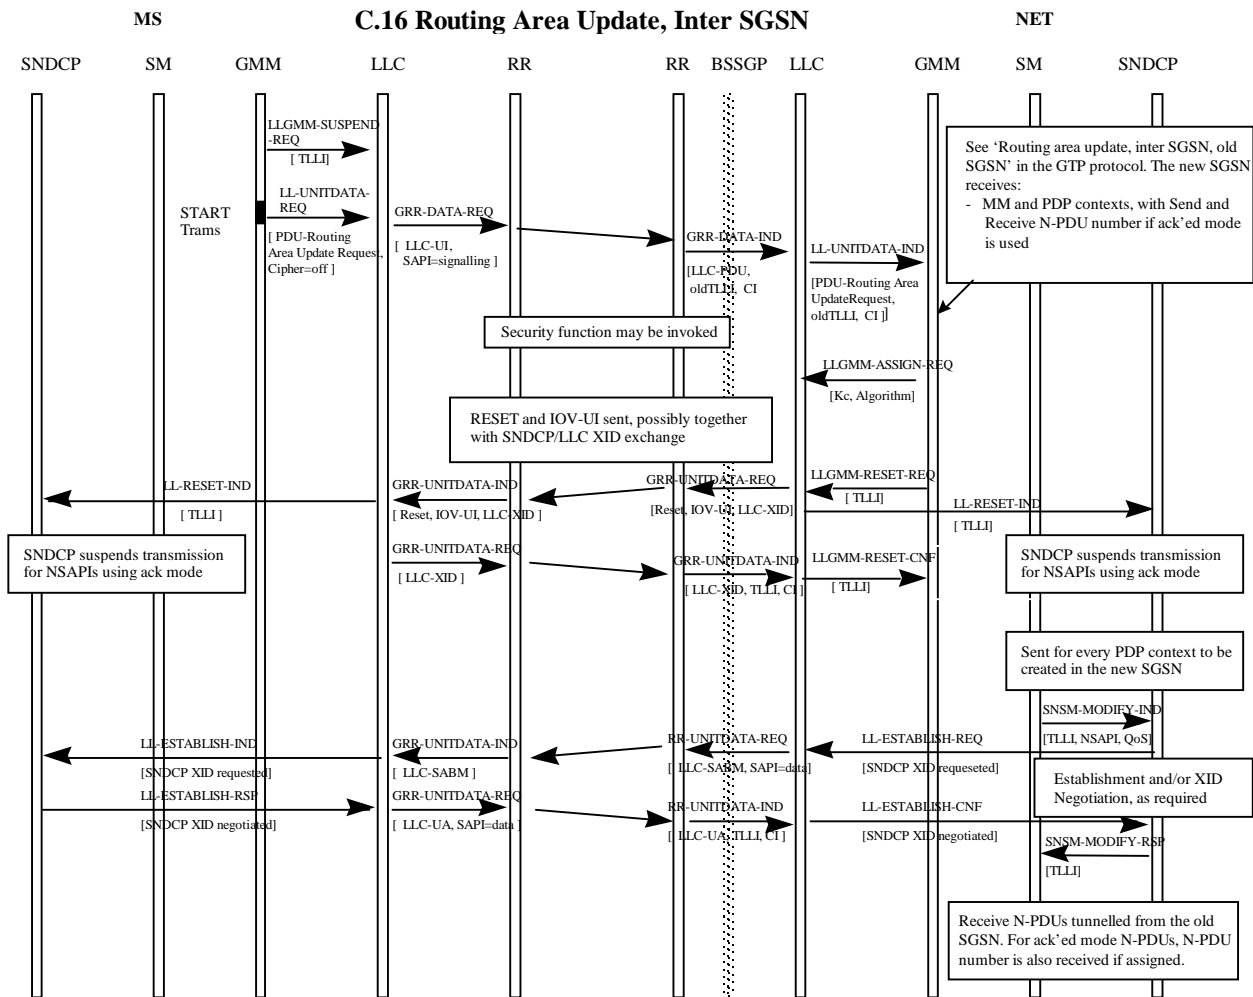 MS
C.16 Routing Area Update, Inter SGSN
NET
SNDCP SM GMM LLC RR RR BSSGP LLC GMM SM SNDCP
LLGMM-SUSPEND
-REQ
[ TLLI]
LL-UNITDATA-
REQ
START
Trams
[ PDU-Routing
Area Update Request,
Cipher=off ]
GRR-DATA-REQ
[ LLC-UI,
SAPI=signalling ]
GRR-DATA-IND
[LLC-PDU,
oldTLLI, CI
LL-UNITDATA-IND
[PDU-Routing Area
UpdateRequest,
oldTLLI, CI ]]
See ‘Routing area update, inter SGSN, old
SGSN’ in the GTP protocol. The new SGSN
receives:
- MM and PDP contexts, with Send and
Receive N-PDU number if ack’ed mode
is used
Security function may be invoked
LLGMM-ASSIGN-REQ
[Kc, Algorithm]
RESET and IOV-UI sent, possibly together
with SNDCP/LLC XID exchange
LLGMM-RESET-REQ
[ TLLI]
GRR-UNITDATA-REQ
[Reset, IOV-UI, LLC-XID]
GRR-UNITDATA-IND
[ Reset, IOV-UI, LLC-XID ]
LL-RESET-IND
[ TLLI ]
LL-RESET-IND
[ TLLI]
SNDCP suspends transmission
for NSAPIs using ack mode
GRR-UNITDATA-REQ
[ LLC-XID ]
GRR-UNITDATA-IND
[ LLC-XID, TLLI, CI ]
LLGMM-RESET-CNF
[ TLLI]
SNDCP suspends transmission
for NSAPIs using ack mode
Sent for every PDP context to be
created in the new SGSN
SNSM-MODIFY-IND
[TLLI, NSAPI, QoS]
LL-ESTABLISH-REQ
[SNDCP XID requeseted]
RR-UNITDATA-REQ
[ LLC-SABM, SAPI=data]
GRR-UNITDATA-IND
[ LLC-SABM ]
LL-ESTABLISH-IND
[SNDCP XID requested]
Establishment and/or XID
Negotiation, as required
LL-ESTABLISH-RSP
[SNDCP XID negotiated]
GRR-UNITDATA-REQ
[ LLC-UA, SAPI=data ]
RR-UNITDATA-IND
[ LLC-UA, TLLI, CI ]
LL-ESTABLISH-CNF
[SNDCP XID negotiated]
SNSM-MODIFY-RSP
[TLLI]
Receive N-PDUs tunnelled from the old
SGSN. For ack’ed mode N-PDUs, N-PDU
number is also received if assigned.